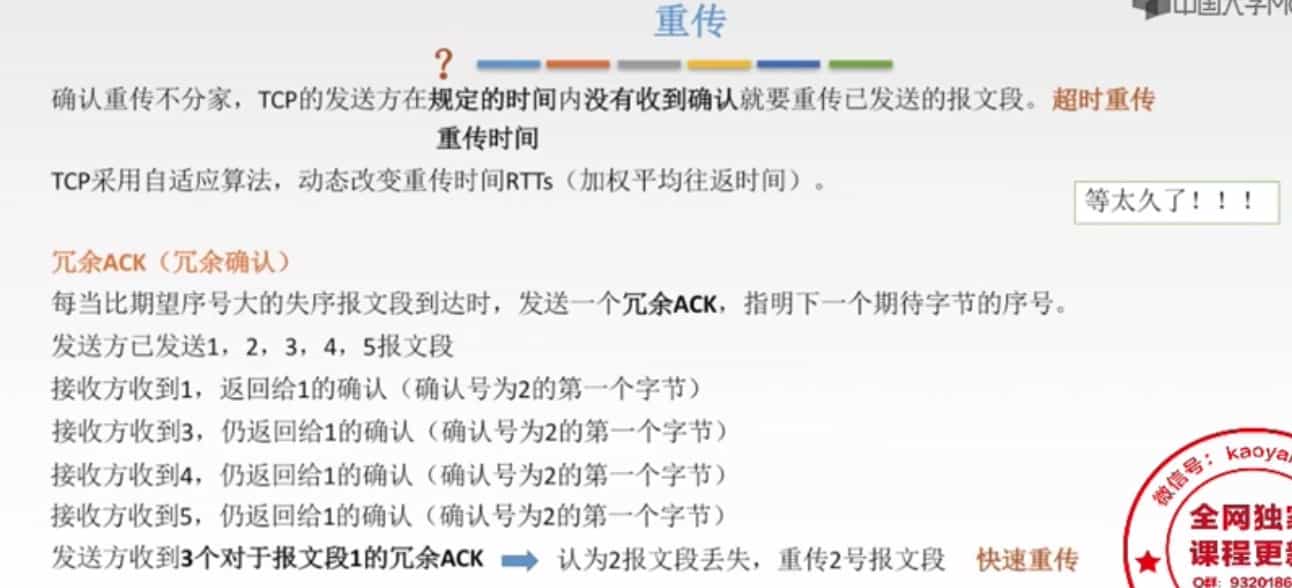 中国大学MO
重传
?
确认重传不分家，TCP的发送方在规定的时间内没有收到确认就要重传已发送的报文段。超时重传
重传时间
TCP采用自适应算法，动态改变重传时间RTTs（加权平均往返时间）。
等太久了！！！
冗余ACK（冗余确认）
每当比期望序号大的失序报文段到达时，发送一个冗余ACK，指明下一个期待字节的序号。
发送方已发送1，2，3，4，5报文段
接收方收到1，返回给1的确认（确认号为2的第一个字节）
接收方收到3，仍返回给1的确认（确认号为2的第一个字节）
接收方收到4，仍返回给1的确认（确认号为2的第一个字节）
接收方收到5，仍返回给1的确认（确认号为2的第一个字节）
发送方收到3个对于报文段1的冗余ACK 认为2报文段丢失，重传2号报文段 快速重传
微信号：kaoya
全网独家
课程更新
Q群：9320186